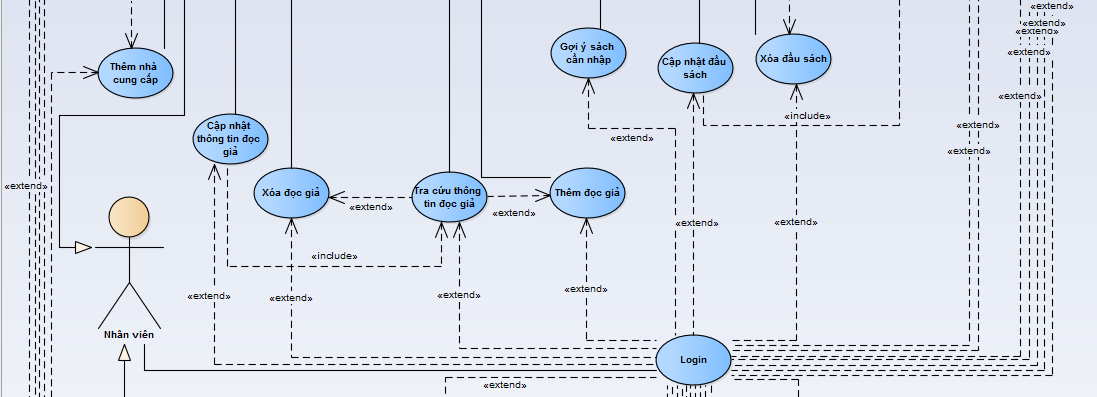 «extend»
«extend»
«extend»
«extend»
Thêm nhà
cung cấp
Gợi ý sách
cần nhập
Cập nhật đầu
sách
Xóa đầu sách
«extend»
«extend»
Cập nhật
thông tin đọc
giả
«include»
«extend»
«extend»
«extend»
«extend»
Xóa đọc giả
«extend»
Tra cứu thông
tin đọc giả
«extend»
Thêm đọc giả
«extend»
«extend»
«include»
«extend»
«extend»
«extend»
«extend»
Nhân viên
Login
«extend»